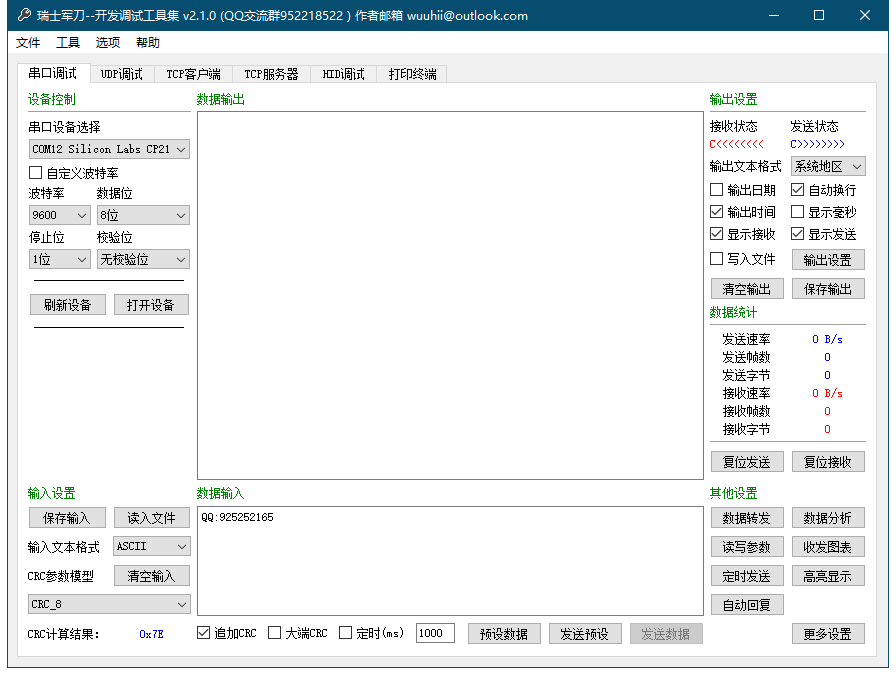 瑞士军刀--开发调试工具集 v2.1.0 (QQ交流群952218522 ) 作者邮箱 wuuhii@outlook.com
文件 工具 选项 帮助
串口调试 UDP调试 TCP客户端 TCP服务器 HID调试 打印终端
设备控制
串口设备选择
COM12 Silicon Labs CP21
自定义波特率
波特率 数据位
9600 8位
停止位 校验位
1位 无校验位
刷新设备 打开设备
数据输出
输出设置
接收状态 发送状态
C<<<<<<<< C>>>>>>>>
输出文本格式 系统地区
输出日期 自动换行
输出时间 显示毫秒
显示接收 显示发送
写入文件 输出设置
清空输出 保存输出
数据统计
发送速率 0 B/s
发送帧数 0
发送字节 0
接收速率 0 B/s
接收帧数 0
接收字节 0
复位发送 复位接收
输入设置
保存输入 读入文件
输入文本格式 ASCII
CRC参数模型 清空输入
CRC_8
CRC计算结果: 0x7E
数据输入
QQ:925252165
追加CRC 大端CRC 定时(ms) 1000 预设数据 发送预设 发送数据
其他设置
数据转发 数据分析
读写参数 收发图表
定时发送 高亮显示
自动回复
更多设置